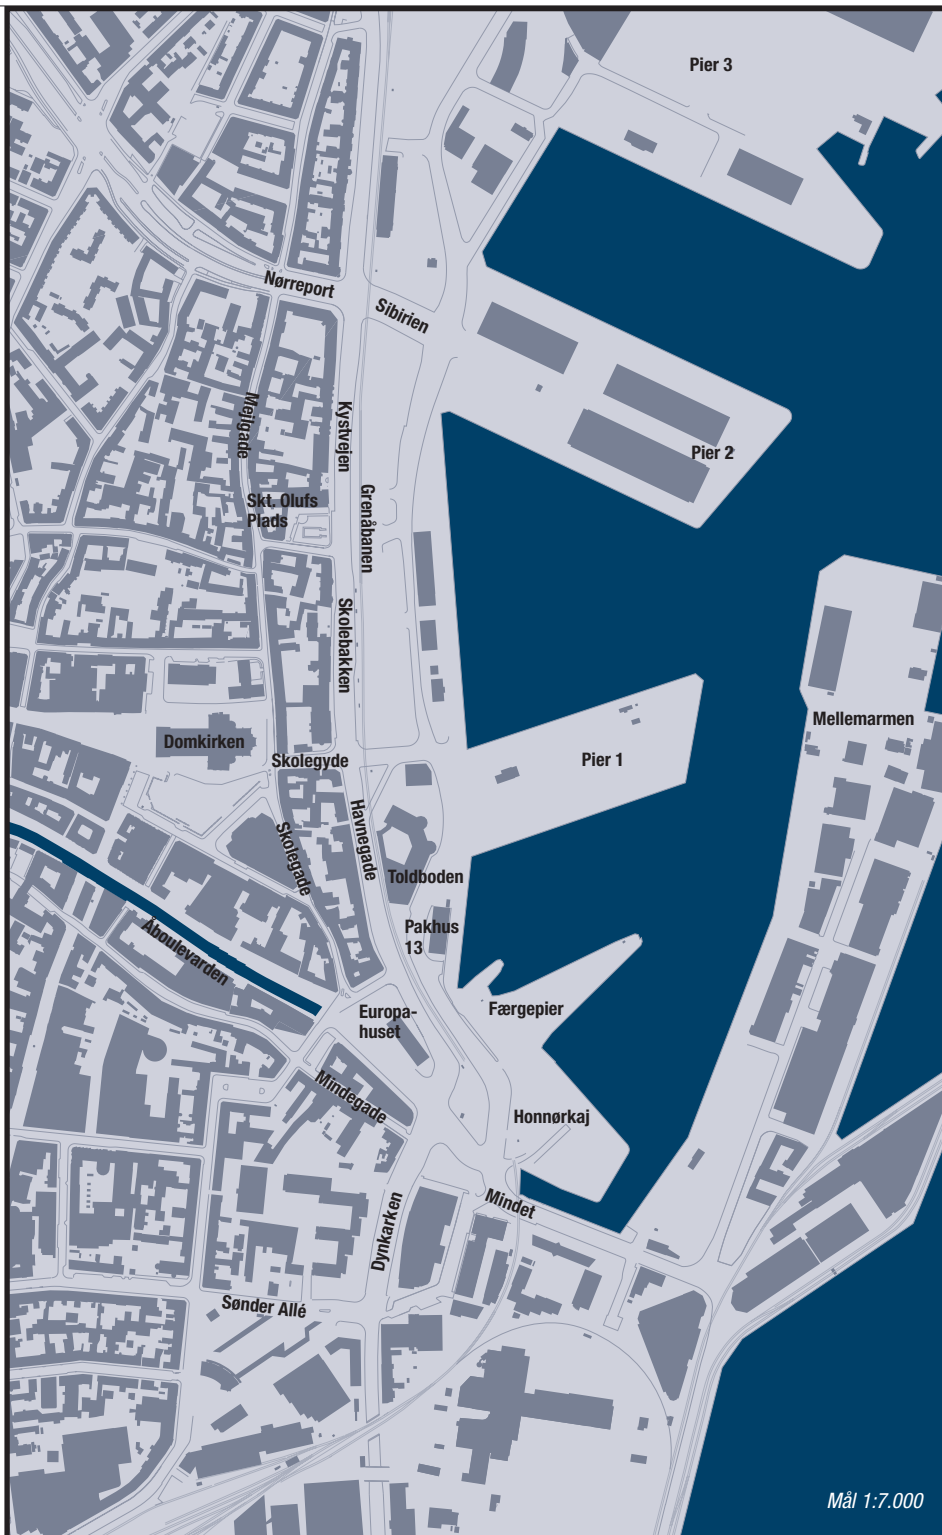 Pier 3
Nørreport
Sibirien
Mejlgade
Kystvejen
Pier 2
Skt. Olufs
Plads
Grenåbanen
Skolebakken
Mellemarmen
Domkirken
Skolegyde
Pier 1
Havnegade
Skolegade
Toldboden
Pakhus
13
Åboulevarden
Europa-
huset
Færgepier
Mindegade
Honnørkaj
Mindet
Dynkarken
Sønder Allé
Mål 1:7.000